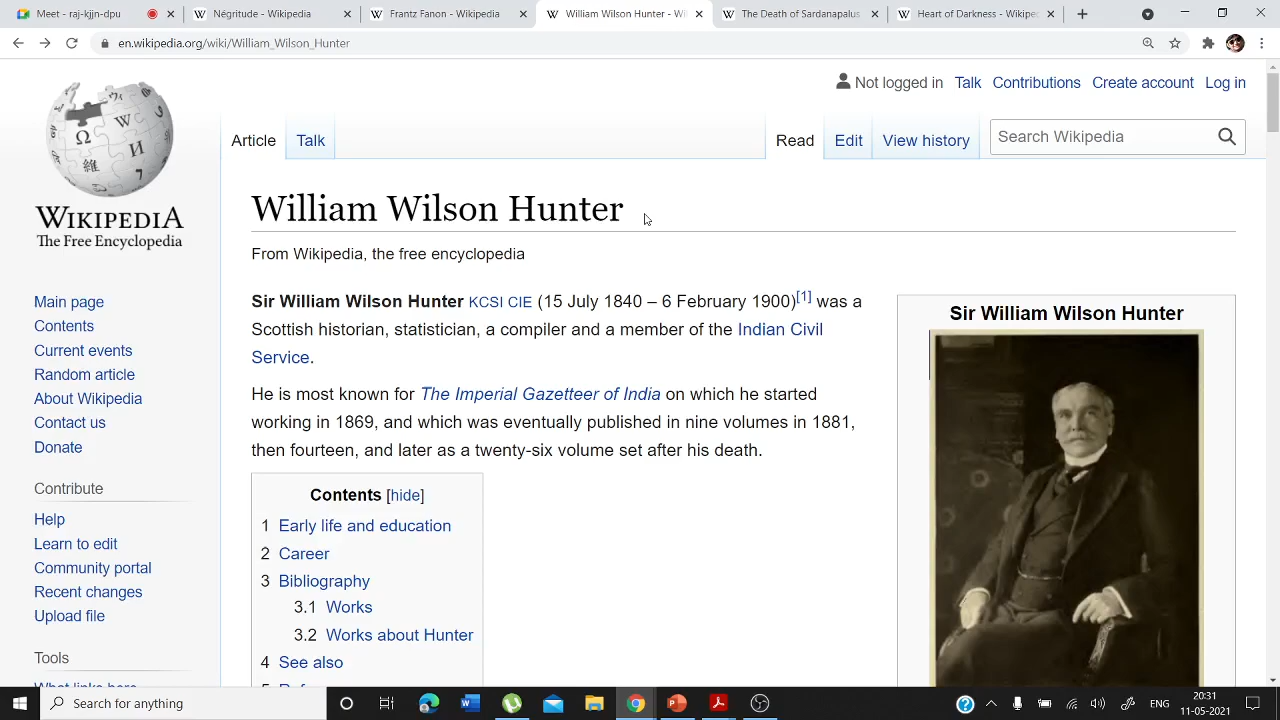 Meet - raj-kjn-dpu
Négritude - Wikipedia
Frantz Fanon - Wikipedia
William Wilson Hunter - Wi
The Death of Sardanapalus
Heart of Darkness - Wikipe
en.wikipedia.org/wiki/William_Wilson_Hunter
Not logged in Talk Contributions Create account Log in
Article Talk Read Edit View history Search Wikipedia
WIKIPEDIA
The Free Encyclopedia
Main page
Contents
Current events
Random article
About Wikipedia
Contact us
Donate
Contribute
Help
Learn to edit
Community portal
Recent changes
Upload file
Tools
What links here
William Wilson Hunter
From Wikipedia, the free encyclopedia
Sir William Wilson Hunter KCSI CIE (15 July 1840 – 6 February 1900)[1] was a
Scottish historian, statistician, a compiler and a member of the Indian Civil
Service.
He is most known for The Imperial Gazetteer of India on which he started
working in 1869, and which was eventually published in nine volumes in 1881,
then fourteen, and later as a twenty-six volume set after his death.
Contents [hide]
1 Early life and education
2 Career
3 Bibliography
3.1 Works
3.2 Works about Hunter
4 See also
Sir William Wilson Hunter
Search for anything
ENG
20:31
11-05-2021